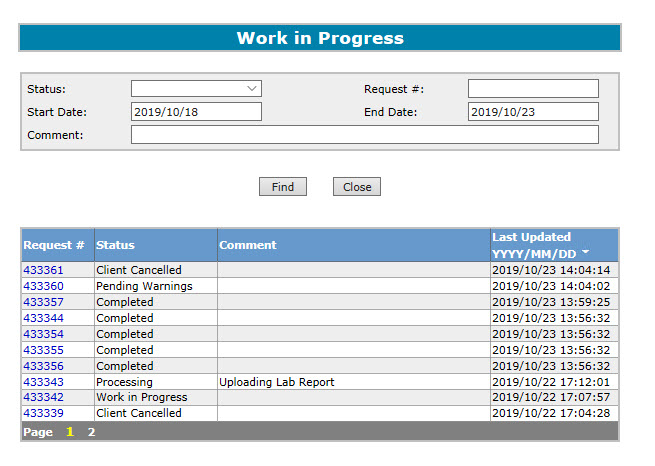 Work in Progress
Status: Request #:
Start Date: 2019/10/18 End Date: 2019/10/23
Comment:
Find Close
Request # Status Comment Last Updated YYYY/MM/DD
433361 Client Cancelled 2019/10/23 14:04:14
433360 Pending Warnings 2019/10/23 14:04:02
433357 Completed 2019/10/23 13:59:25
433344 Completed 2019/10/23 13:56:32
433354 Completed 2019/10/23 13:56:32
433355 Completed 2019/10/23 13:56:32
433356 Completed 2019/10/23 13:56:32
433343 Processing Uploading Lab Report 2019/10/22 17:12:01
433342 Work in Progress 2019/10/22 17:07:57
433339 Client Cancelled 2019/10/22 17:04:28
Page 1 2